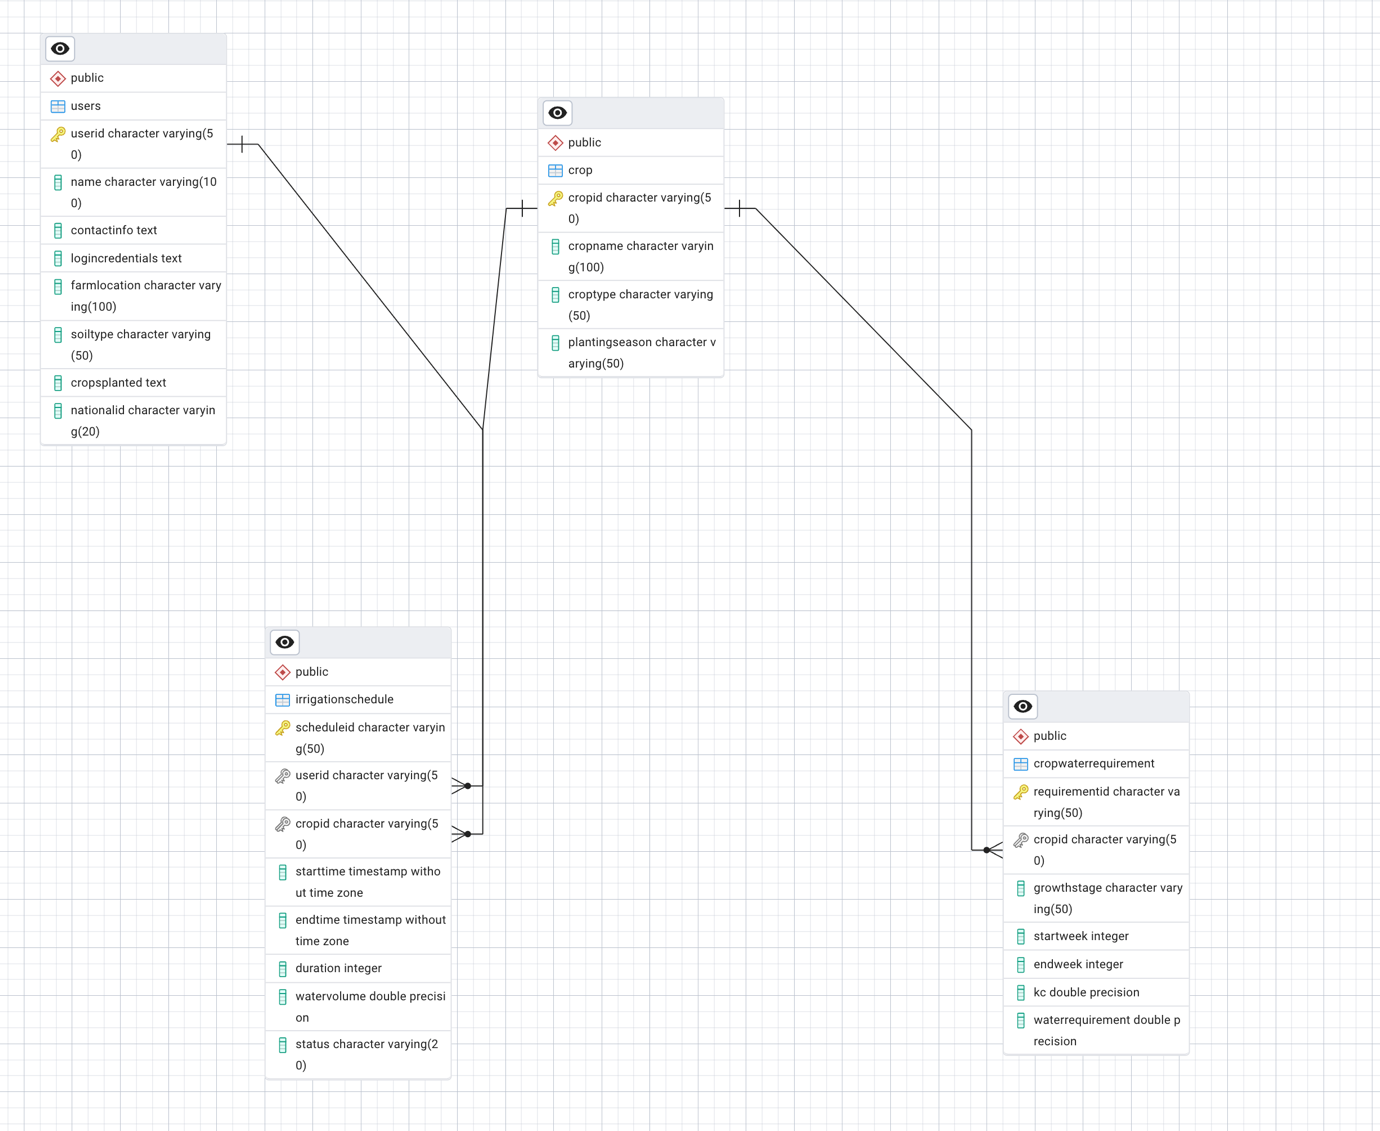 public
users
userid character varying(5
0)
name character varying(10
0)
contactinfo text
logincredentials text
farmlocation character vary
ing(100)
soiltype character varying
(50)
cropsplanted text
nationalid character varyin
g(20)
public
crop
cropid character varying(5
0)
cropname character varyin
g(100)
croptype character varying
(50)
plantingseason character v
arying(50)
public
irrigationschedule
scheduleid character varyin
g(50)
userid character varying(5
0)
cropid character varying(5
0)
starttime timestamp witho
ut time zone
endtime timestamp without
time zone
duration integer
watervolume double precisi
on
status character varying(2
0)
public
cropwaterrequirement
requirementid character va
rying(50)
cropid character varying(5
0)
growthstage character vary
ing(50)
startweek integer
endweek integer
kc double precision
waterrequirement double p
recision